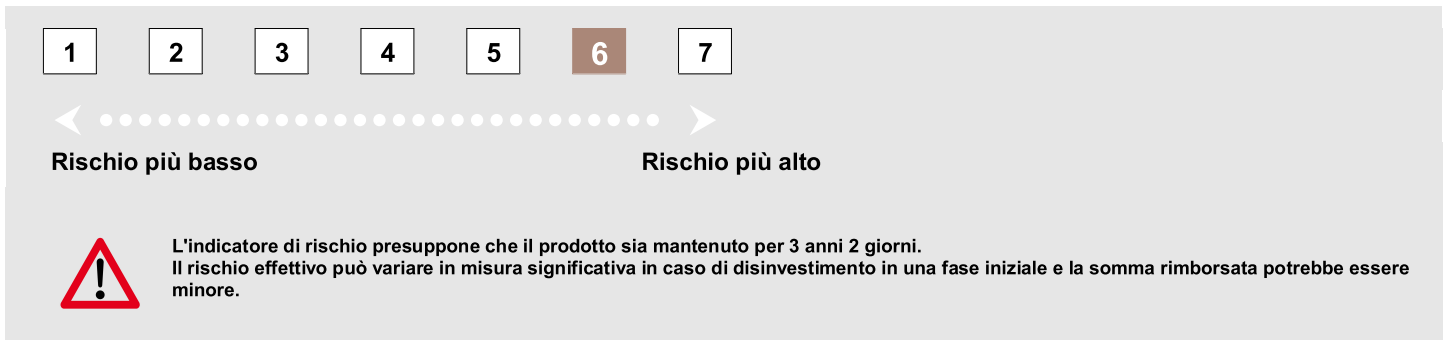 1 2 3 4 5 6 7
Rischio più basso Rischio più alto
L'indicatore di rischio presuppone che il prodotto sia mantenuto per 3 anni 2 giorni.
Il rischio effettivo può variare in misura significativa in caso di disinvestimento in una fase iniziale e la somma rimborsata potrebbe essere
minore.